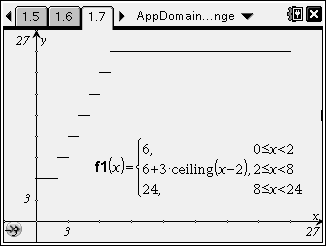 1.5 1.6 1.7 AppDomain...nge
27 y
f1(x)={6, 0≤x<2
6+3·ceiling(x-2), 2≤x<8
24, 8≤x<24
3
x
3 27